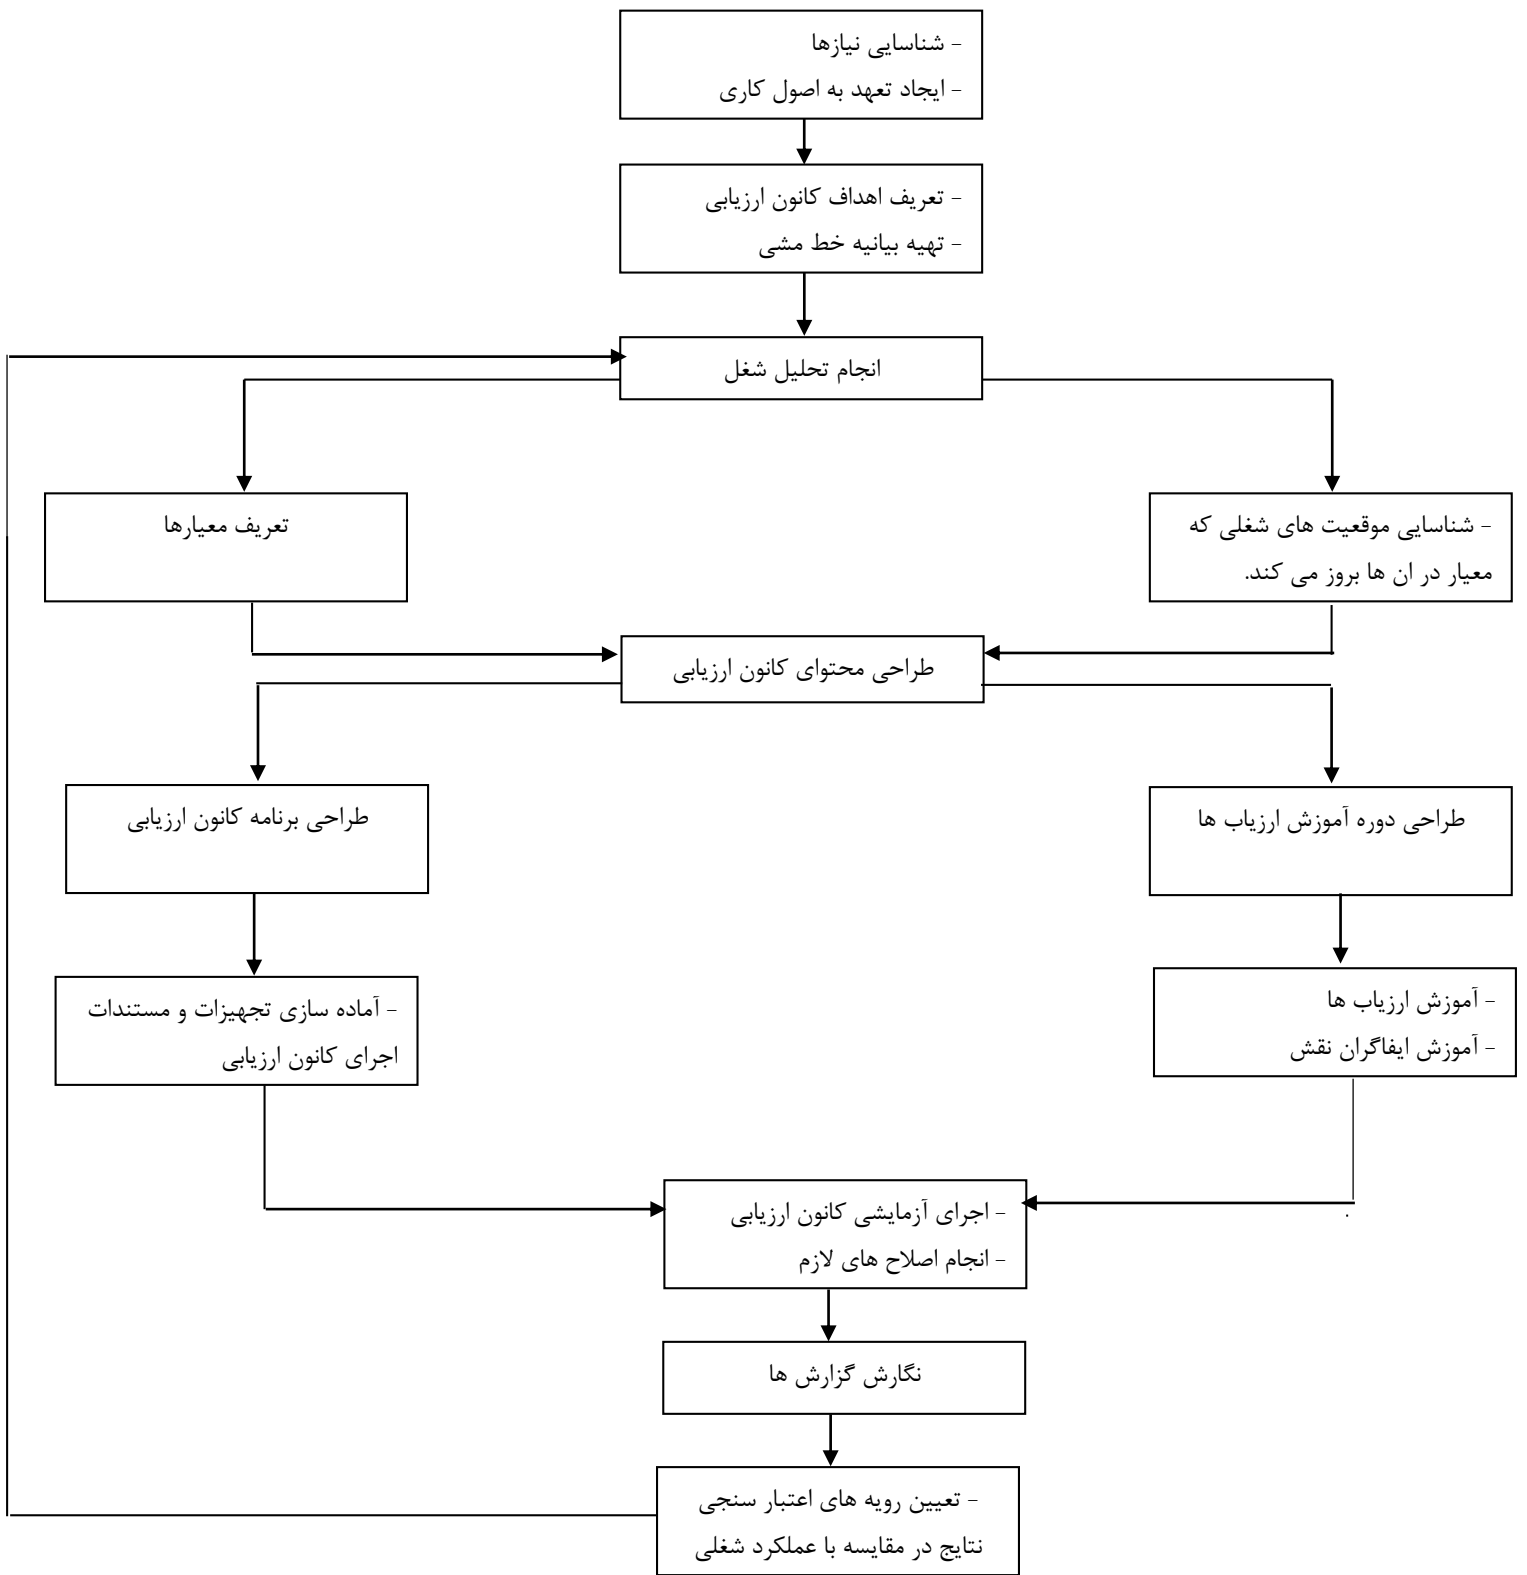 - شناسایی نیازها
- ایجاد تعهد به اصول کاری
- تعریف اهداف کانون ارزیابی
- تهیه بیانیه خط مشی
انجام تحلیل شغل
- شناسایی موقعیت های شغلی که
معیار در ان ها بروز می کند.
تعریف معیارها
طراحی محتوای کانون ارزیابی
طراحی دوره آموزش ارزیاب ها
طراحی برنامه کانون ارزیابی
- آموزش ارزیاب ها
- آموزش ایفاگران نقش
- آماده سازی تجهیزات و مستندات
اجرای کانون ارزیابی
- اجرای آزمایشی کانون ارزیابی
- انجام اصلاح های لازم
نگارش گزارش ها
- تعیین رویه های اعتبار سنجی
نتایج در مقایسه با عملکرد شغلی